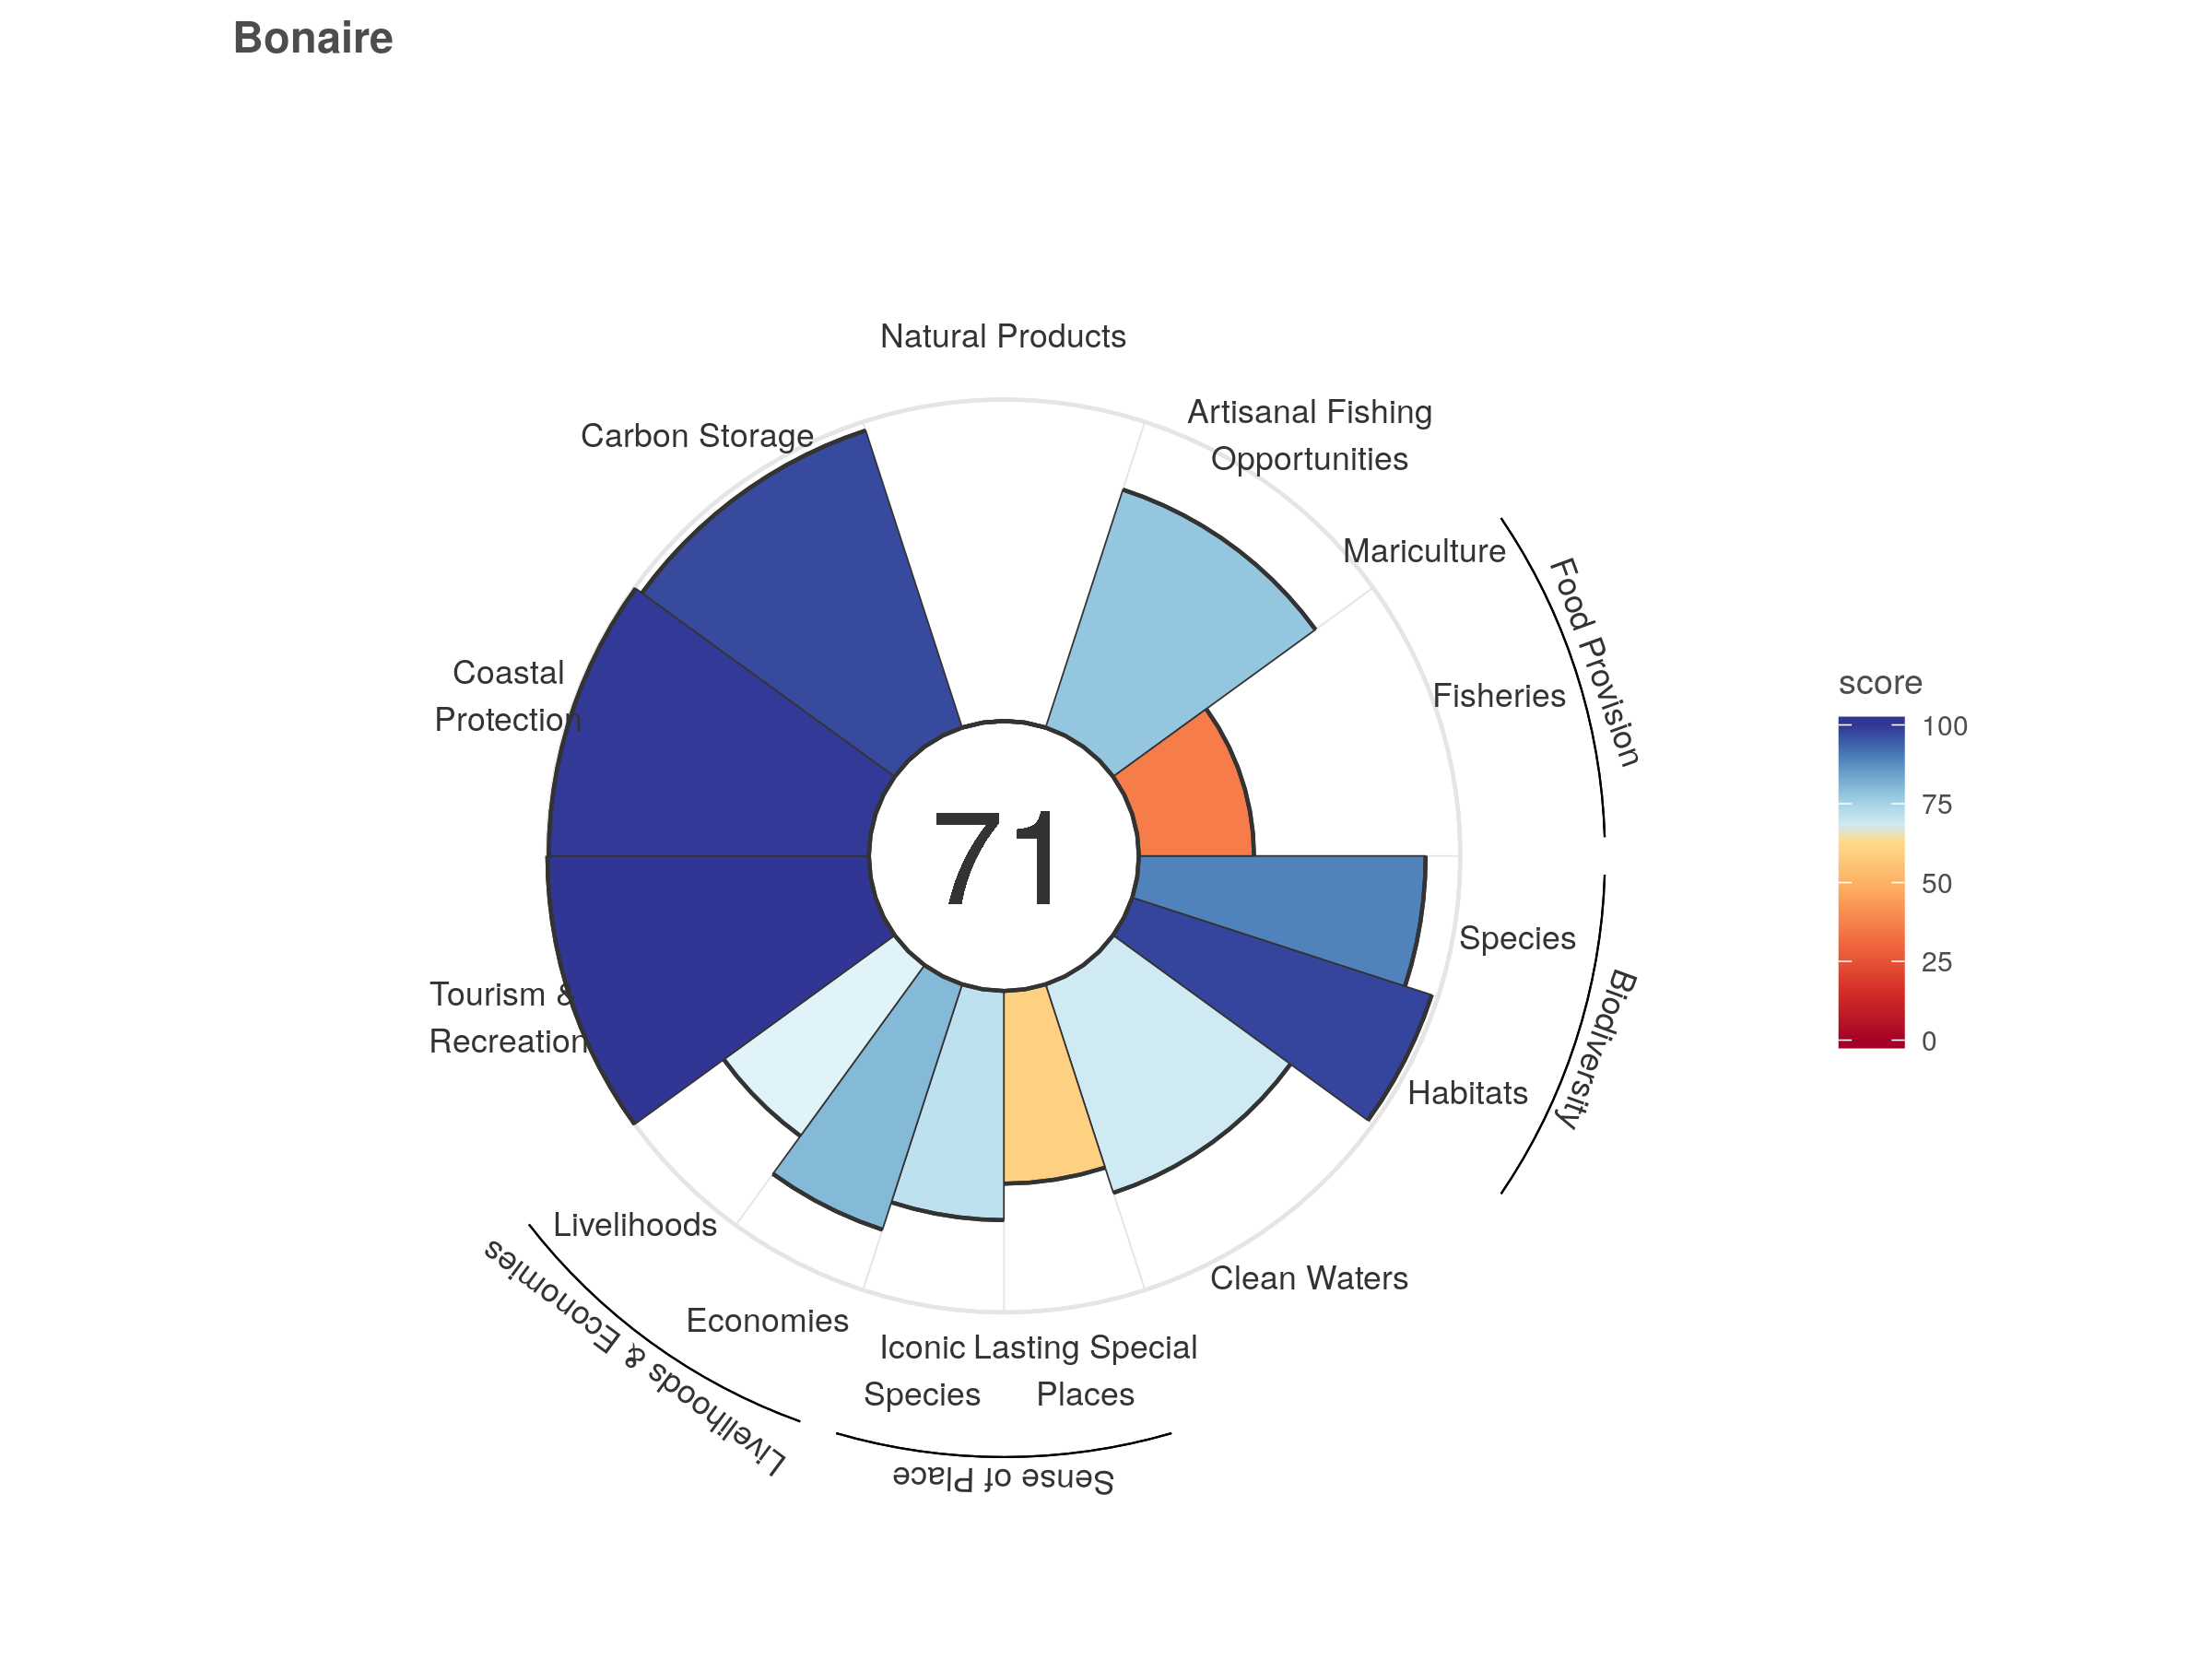 Bonaire
Natural Products
Artisanal Fishing
Opportunities
Carbon Storage
Mariculture
Food Provision
Fisheries
Coastal
Protection
score
100
75
50
25
0
71
Species
Biodiversity
Tourism &
Recreation
Habitats
Livelihoods
Clean Waters
Economies
Livelihoods & Economies
Iconic
Species
Lasting Special
Places
Sense of Place